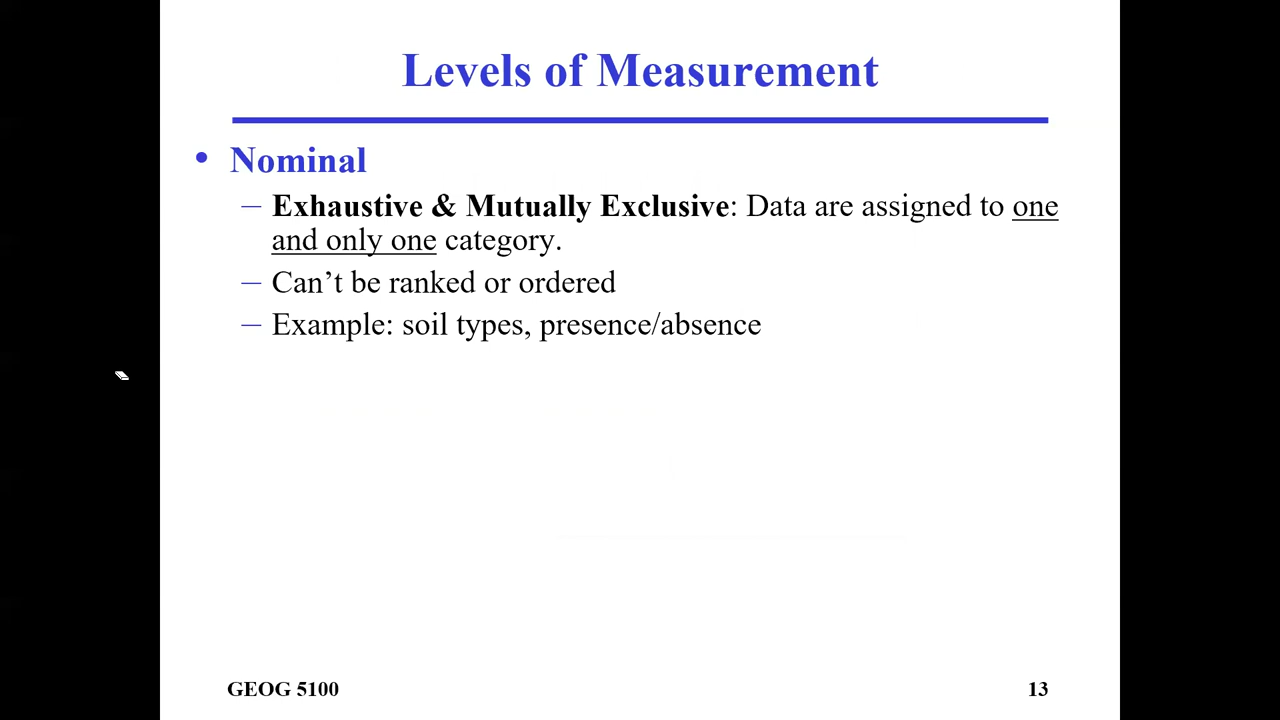 Levels of Measurement
• Nominal
– Exhaustive & Mutually Exclusive: Data are assigned to one
and only one category.
– Can’t be ranked or ordered
– Example: soil types, presence/absence
GEOG 5100
13